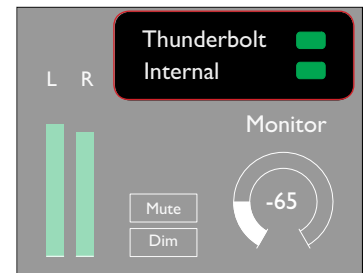 Thunderbolt
Internal
L R
Monitor
-65
Mute
Dim